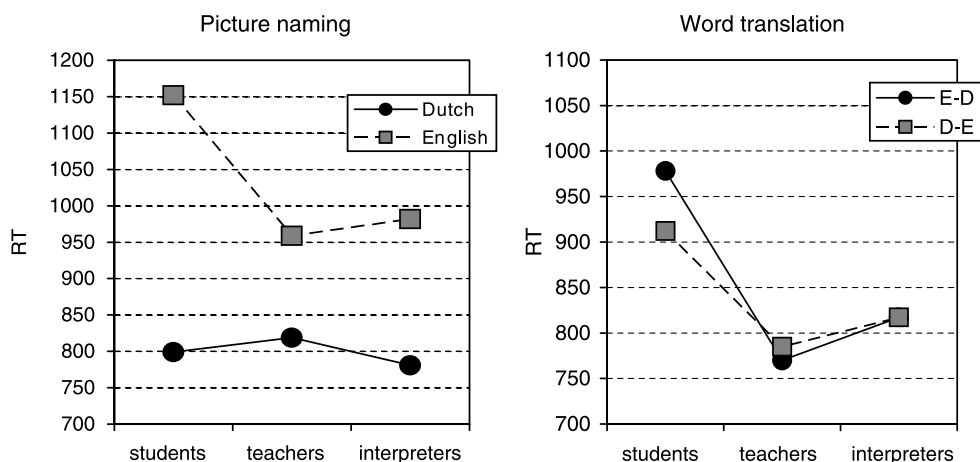 Picture naming
1200
1150
1100
1050
1000
950
900
850
800
750
700
RT
Dutch
English
students
teachers
interpreters
Word translation
1100
1050
1000
950
900
850
800
750
700
RT
E-D
D-E
students
teachers
interpreters